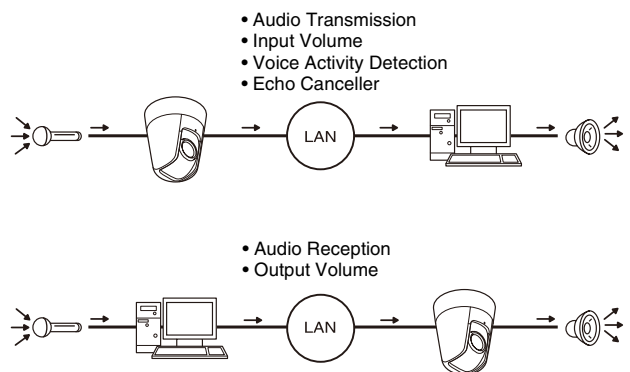 • Audio Transmission
• Input Volume
• Voice Activity Detection
• Echo Canceller
LAN
• Audio Reception
• Output Volume
LAN